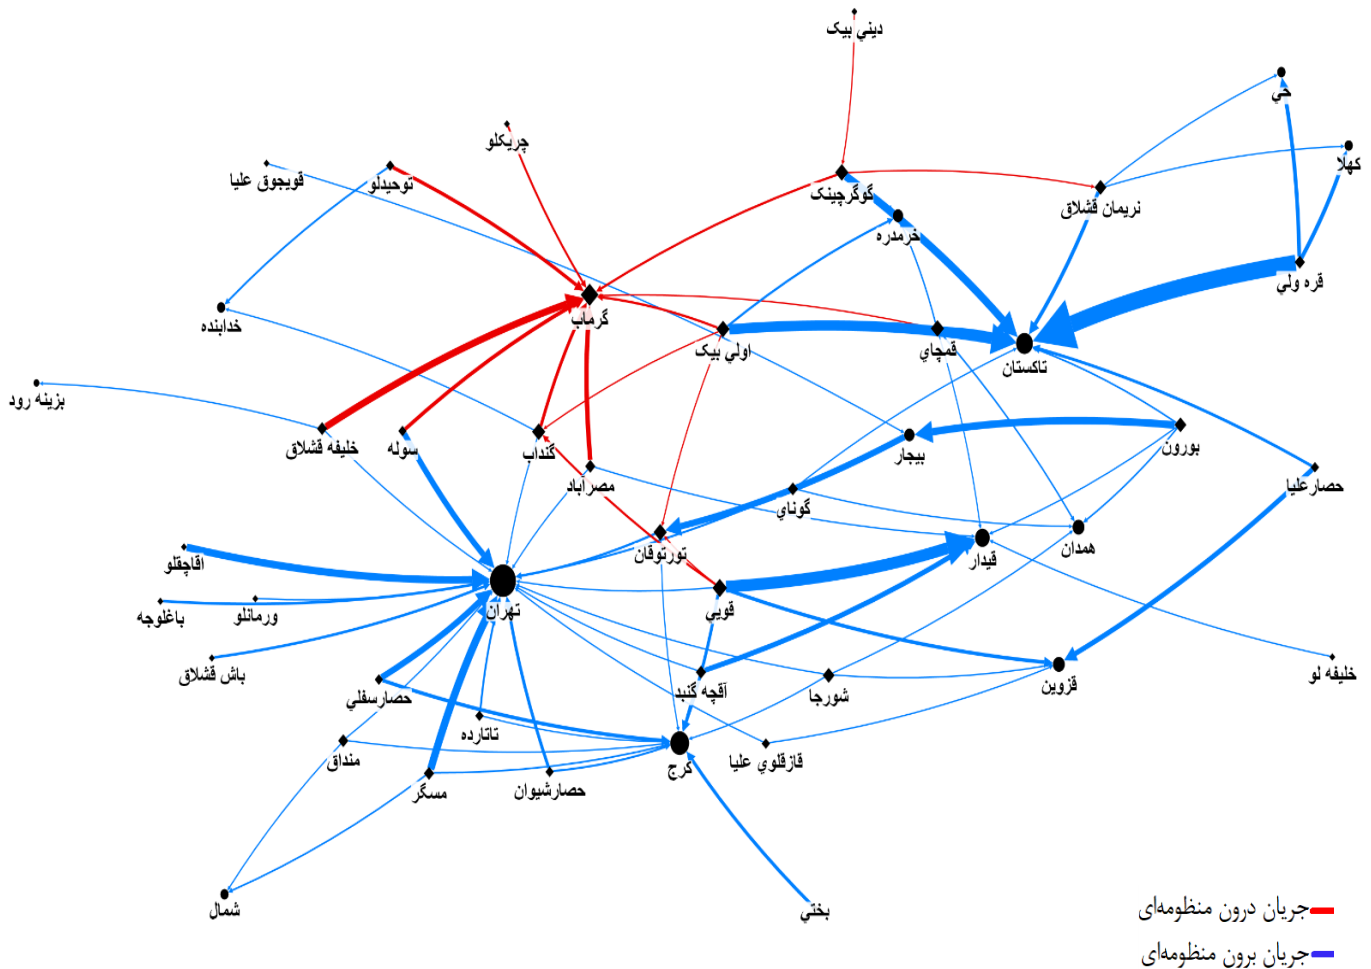 ديني بيک
حي
چريکلو
کهلا
توحيدلو
قويجوق عليا
گوگرچينک
نريمان قشلاق
خرمدره
قره ولي
گرماب
خدابنده
اولي بيک
قمچاي
تاکستان
بزينه رود
خليفه قشلاق
سوله
گنداب
بيجار
بورون
مصرآباد
گوناي
حصارعليا
تورتوقان
قيدار
همدان
اقاچقلو
تهران
باغلوجه
ورمانلو
قويي
باش قشلاق
حصارسفلي
آقچه گنبد
شورجا
قزوين
خليفه لو
تاتارده
منداق
کرج
قازقلوي عليا
مسگر
حصارشيوان
شمال
بختي
جریان درون منظومه‌ای
جریان برون منظومه‌ای